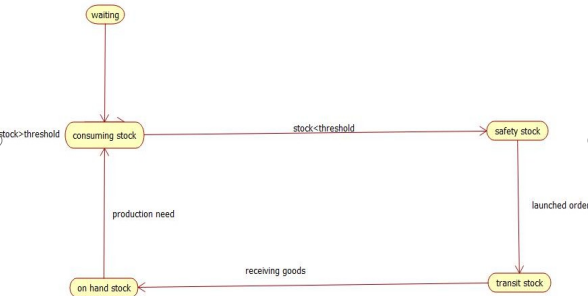 waiting
stock>threshold
consuming stock
stock<threshold
safety stock
production need
launched order
receiving goods
on hand stock
transit stock